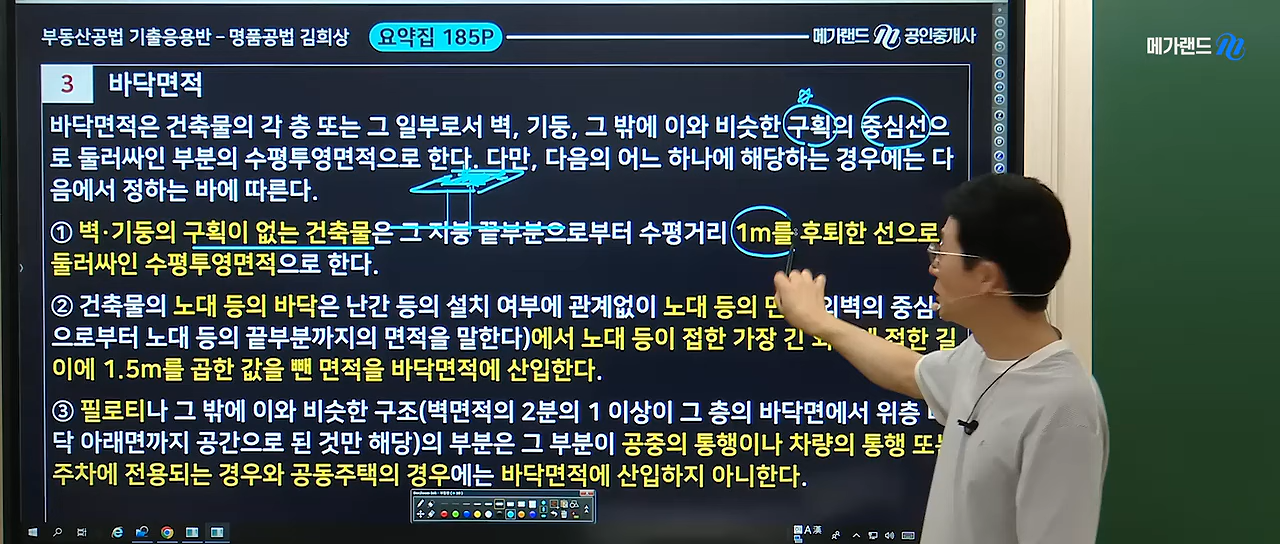 부동산공법 기출응용반 – 명품공법 김희상 요약집 185P 메가랜드 공인중개사
메가랜드
3 바닥면적
바닥면적은 건축물의 각 층 또는 그 일부로서 벽, 기둥, 그 밖에 이와 비슷한 구획의 중심선으
로 둘러싸인 부분의 수평투영면적으로 한다. 다만, 다음의 어느 하나에 해당하는 경우에는 다
음에서 정하는 바에 따른다.
① 벽·기둥의 구획이 없는 건축물은 그 지붕 끝부분으로부터 수평거리 1m를 후퇴한 선으로
둘러싸인 수평투영면적으로 한다.
② 건축물의 노대 등의 바닥은 난간 등의 설치 여부에 관계없이 노대 등의 외벽의 중심
으로부터 노대 등의 끝부분까지의 면적을 말한다)에서 노대 등이 접한 가장 긴 접한 길
이에 1.5m를 곱한 값을 뺀 면적을 바닥면적에 산입한다.
③ 필로티나 그 밖에 이와 비슷한 구조(벽면적의 2분의 1 이상이 그 층의 바닥면에서 위층
닥 아래면까지 공간으로 된 것만 해당)의 부분은 그 부분이 공중의 통행이나 차량의 통행
주차에 전용되는 경우와 공동주택의 경우에는 바닥면적에 산입하지 아니한다.
A 漢